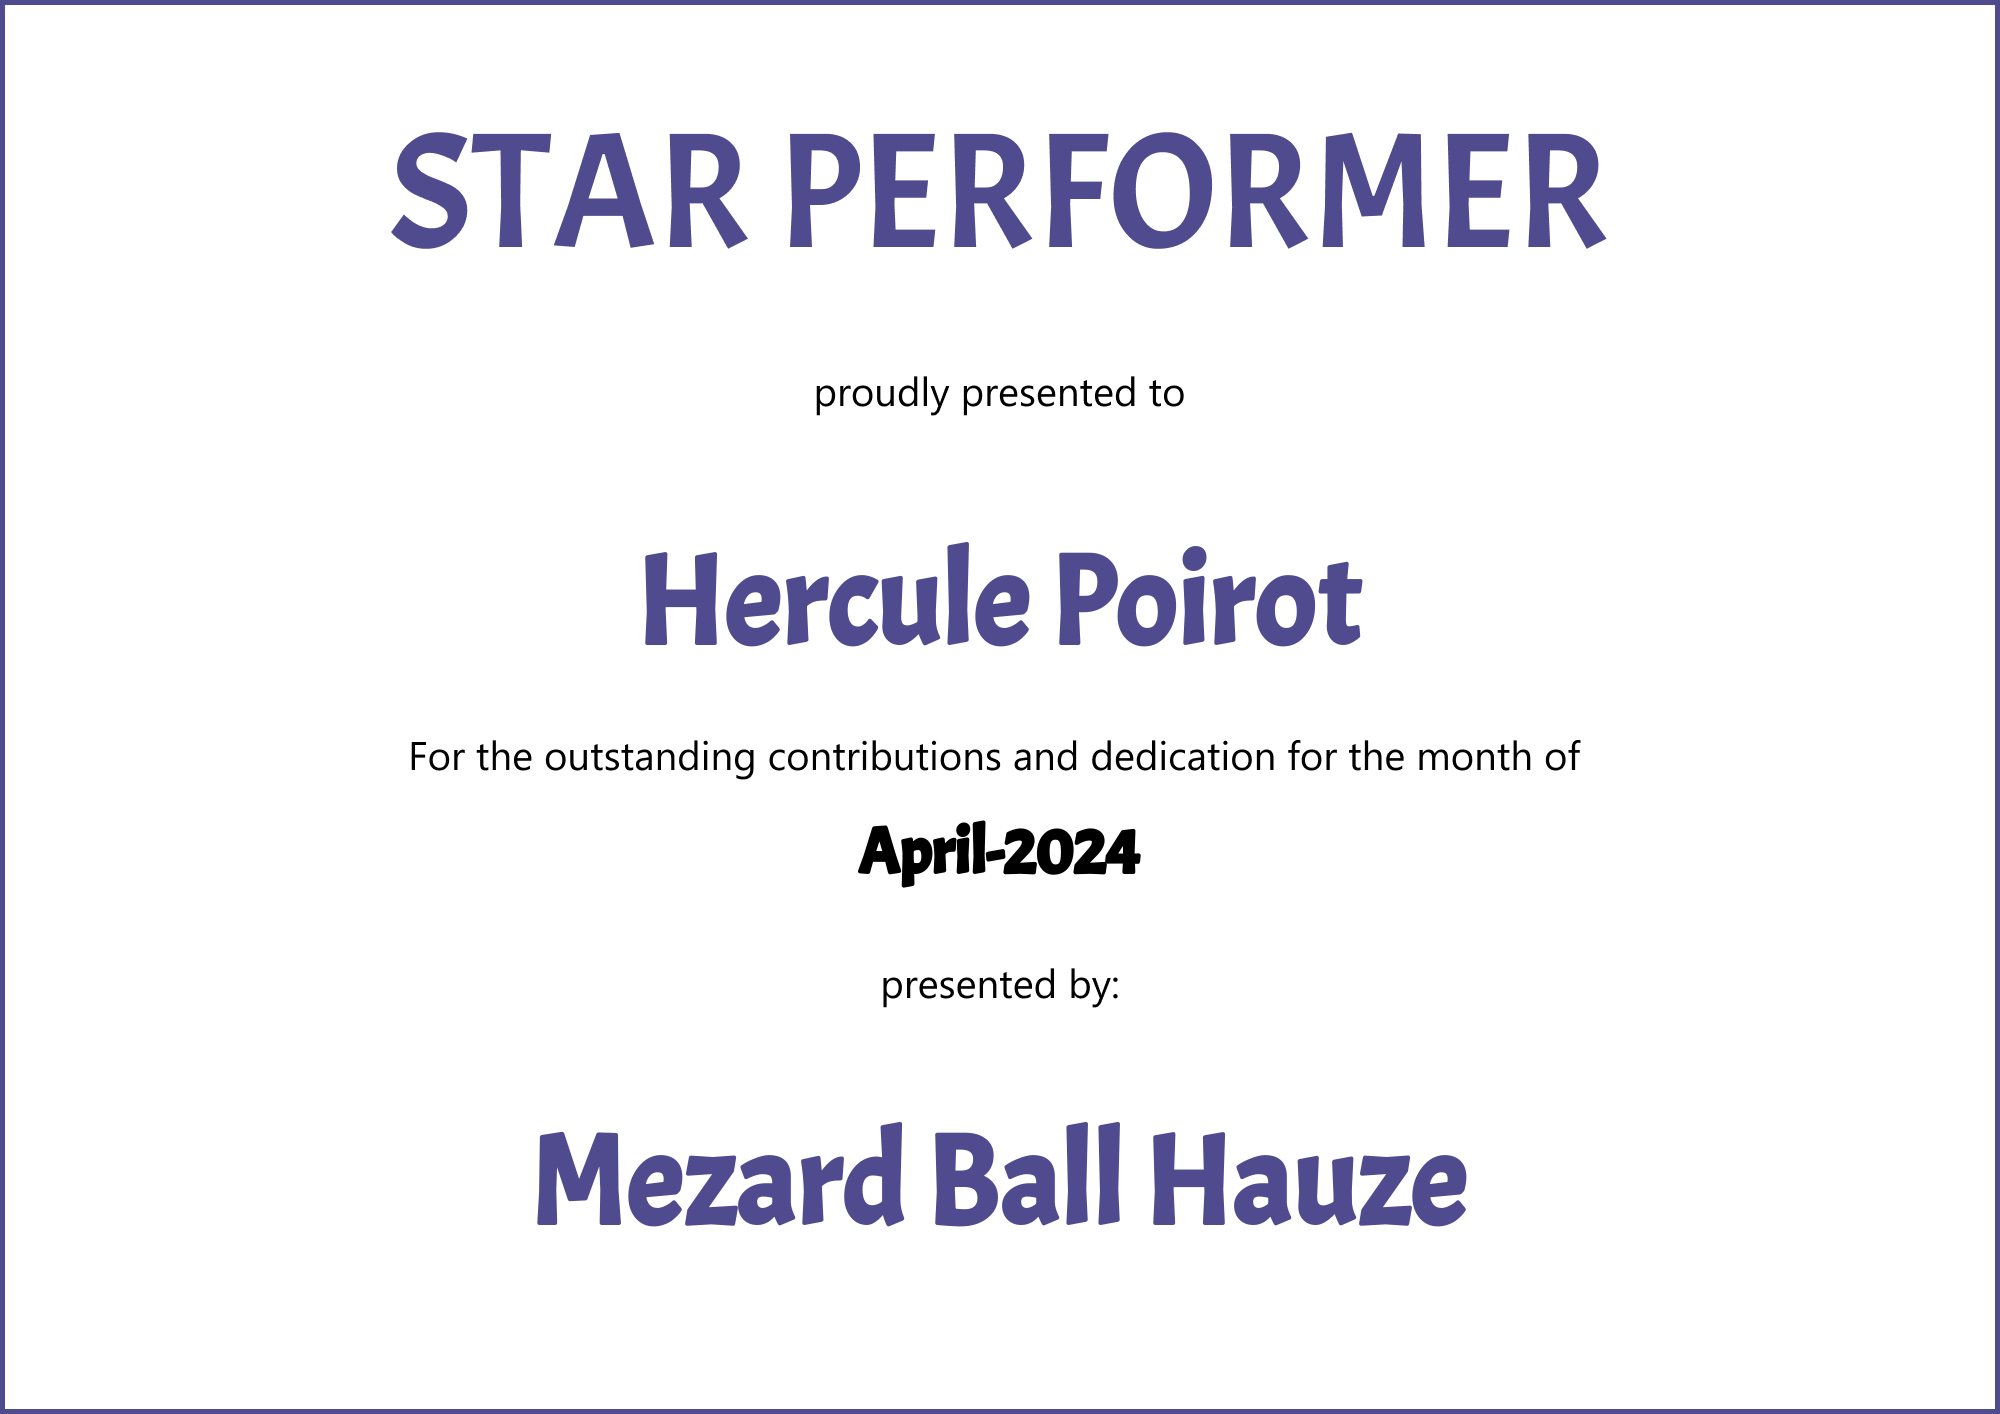 STAR PERFORMER
proudly presented to
Hercule Poirot
For the outstanding contributions and dedication for the month of
April-2024
presented by:
Mezard Ball Hauze